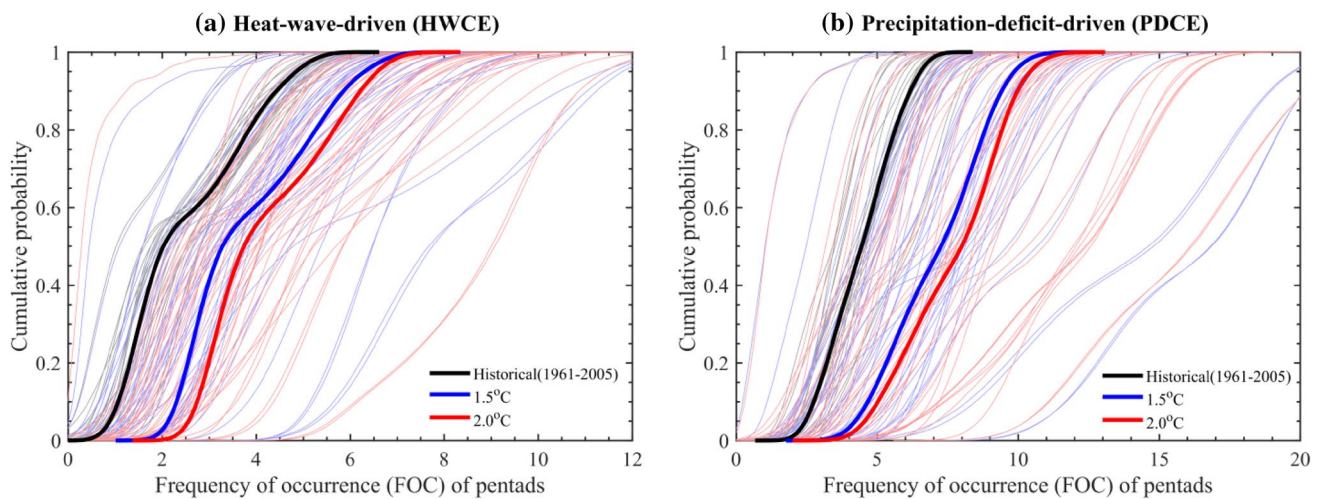 (a) Heat-wave-driven (HWCE)
1
0.8
0.6
0.4
0.2
0
Cumulative probability
Historical(1961-2005)
1.5°C
2.0°C
0 2 4 6 8 10 12
Frequency of occurrence (FOC) of pentads
(b) Precipitation-deficit-driven (PDCE)
1
0.8
0.6
0.4
0.2
0
Cumulative probability
Historical(1961-2005)
1.5°C
2.0°C
0 5 10 15 20
Frequency of occurrence (FOC) of pentads